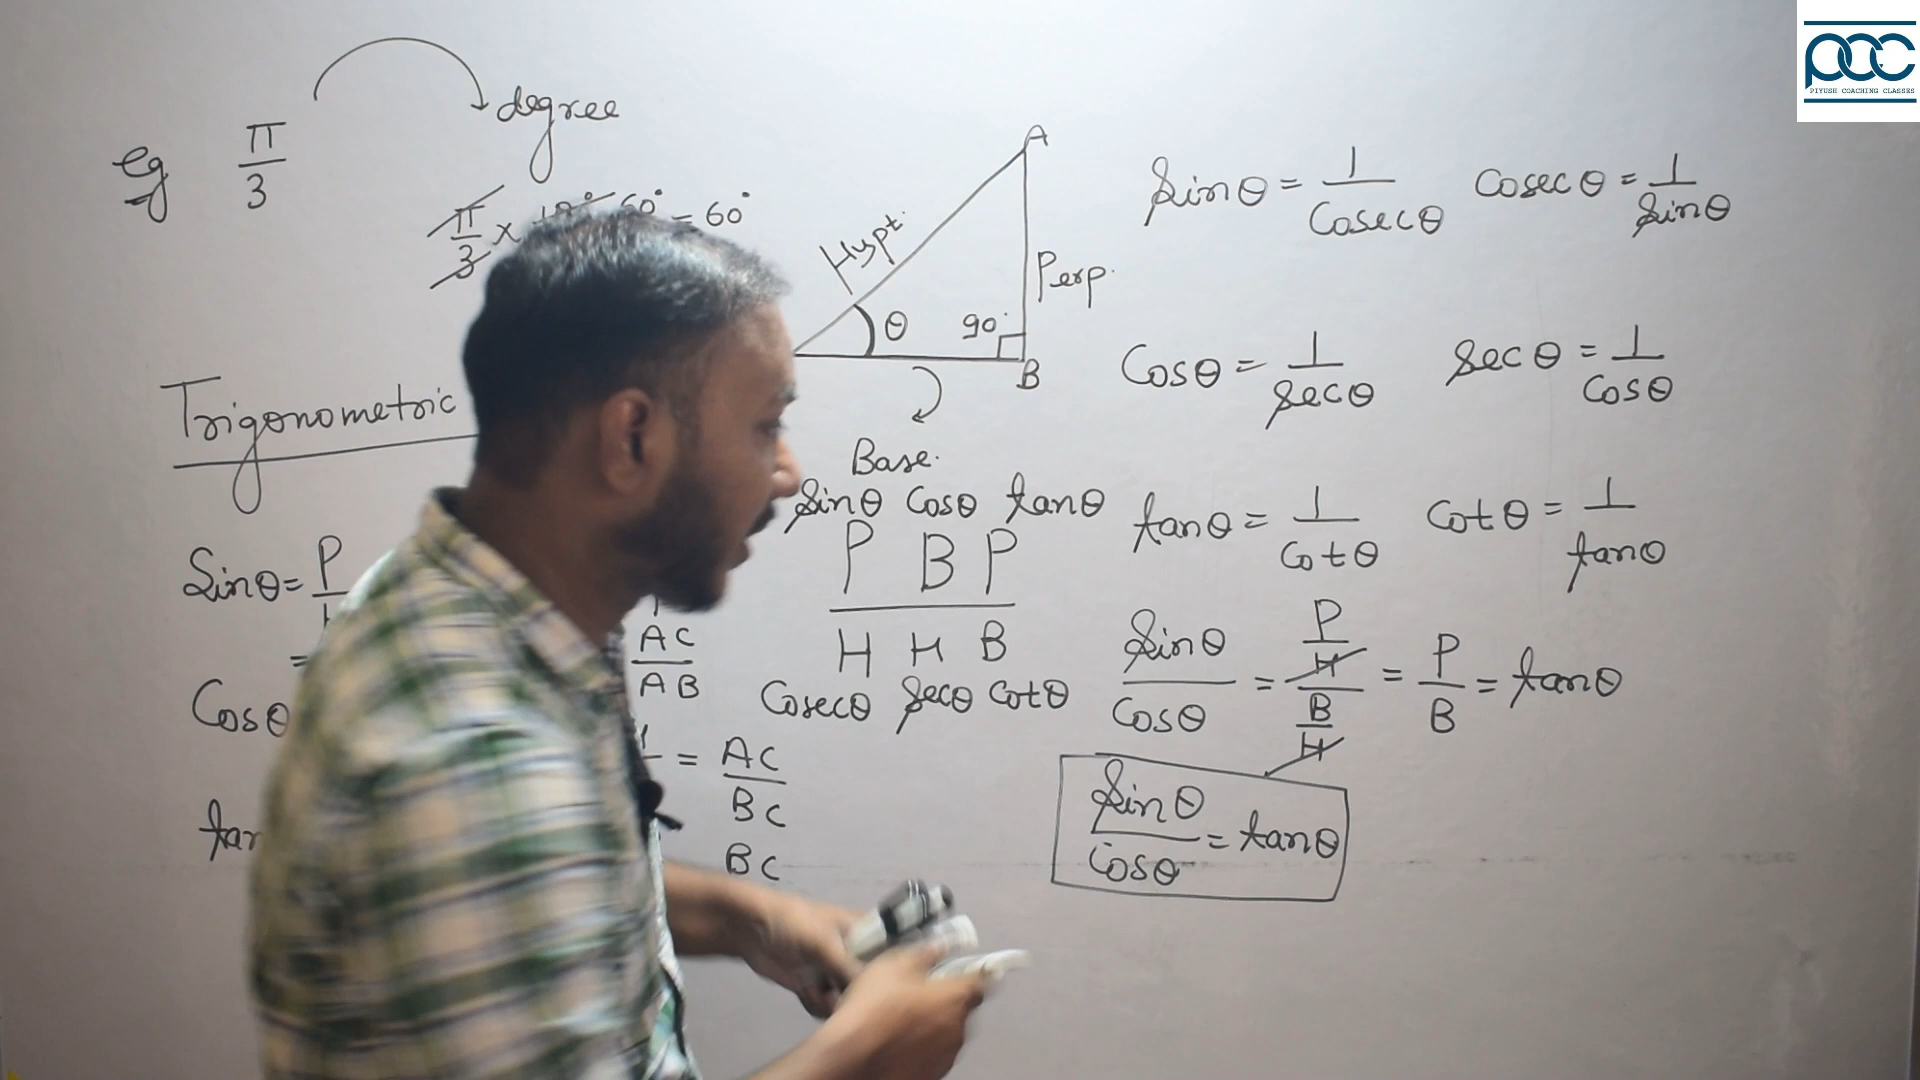 PCC
PIYUSH COACHING CLASSES
eg π/3 degree
π/3 × 60° = 60°
Trigonometric
Sinθ = P
=
Cosθ
tan
AC/AB
1 = AC/BC
BC
A
Hypt.
Perp.
θ 90°
B
Base.
Sinθ Cosθ tanθ
P B P
H H B
Cosecθ Secθ Cotθ
Sinθ = 1/Cosecθ Cosecθ = 1/Sinθ
Cosθ = 1/Secθ Secθ = 1/Cosθ
tanθ = 1/Cotθ Cotθ = 1/tanθ
Sinθ/Cosθ = P/H / B/H = P/B = tanθ
Sinθ/Cosθ = tanθ